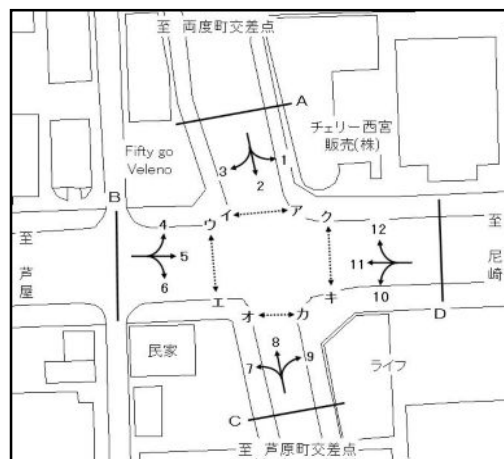 至 両度町交差点
A
チェリー西宮
販売(株)
Fifty go
Veleno
3
2
1
B
イ
ア
ク
ウ
4
5
6
12
11
10
至
芦
屋
至
尼
崎
エ
オ
カ
キ
D
民家
8
7
9
ライフ
C
至 芦原町交差点